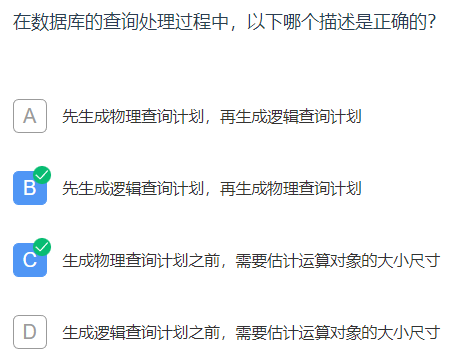 在数据库的查询处理过程中，以下哪个描述是正确的？
A 先生成物理查询计划，再生成逻辑查询计划
B 先生成逻辑查询计划，再生成物理查询计划
C 生成物理查询计划之前，需要估计运算对象的大小尺寸
D 生成逻辑查询计划之前，需要估计运算对象的大小尺寸